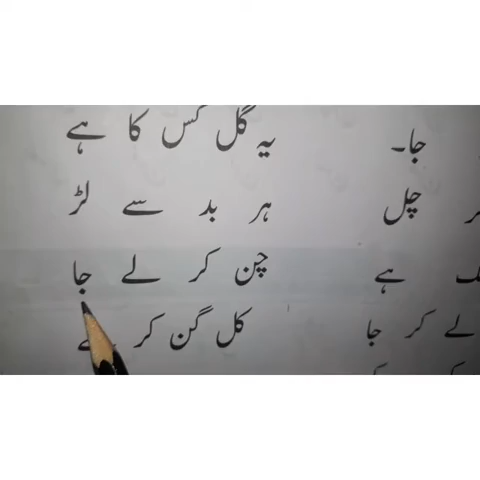 یہ گل کس کا ہے
ہر بد سے لڑ
چن کر لے جا
کل گن کر
جا۔
چل
ہے
لے کر جا